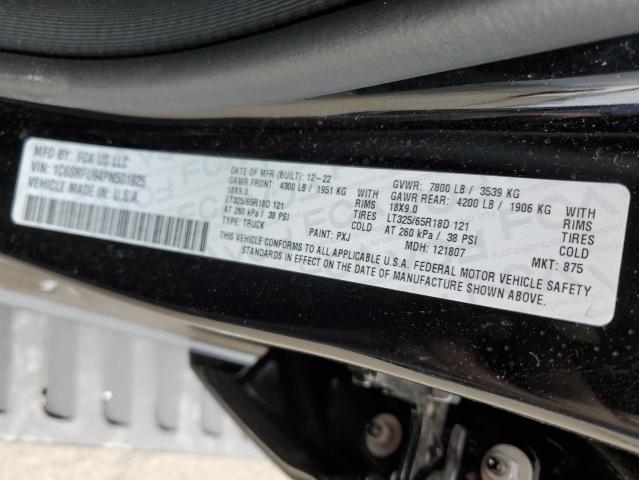 MFD BY: FCA US LLC
DATE OF MFR (BUILT): 12-22
GVWR: 7800 LB / 3539 KG
VIN: 1C6SRFU94PN501925
GAWR FRONT: 4300 LB / 1951 KG WITH
GAWR REAR: 4200 LB / 1906 KG WITH
VEHICLE MADE IN U.S.A.
18X9.0 RIMS
18X9.0 RIMS
LT325/65R18D 121 TIRES
LT325/65R18D 121 TIRES
AT 260 kPa / 38 PSI COLD
AT 260 kPa / 38 PSI COLD
TYPE: TRUCK
PAINT: PXJ
MDH: 121807
MKT: 875
THIS VEHICLE CONFORMS TO ALL APPLICABLE U.S.A. FEDERAL MOTOR VEHICLE SAFETY
STANDARDS IN EFFECT ON THE DATE OF MANUFACTURE SHOWN ABOVE.